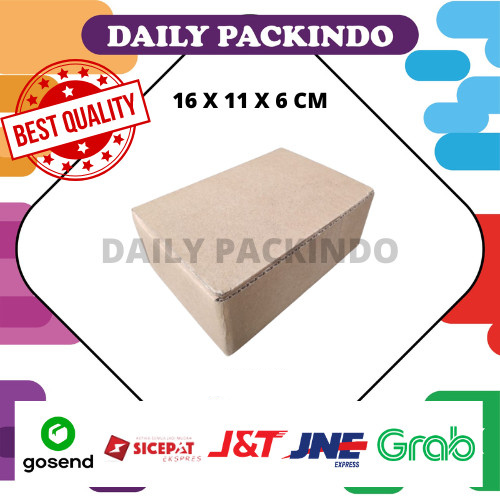 DAILY PACKINDO
BEST QUALITY
16 X 11 X 6 CM
DAILY PACKINDO
gosend
SICEPAT
EKSPRES
J&T
JNE
EXPRESS
Grab